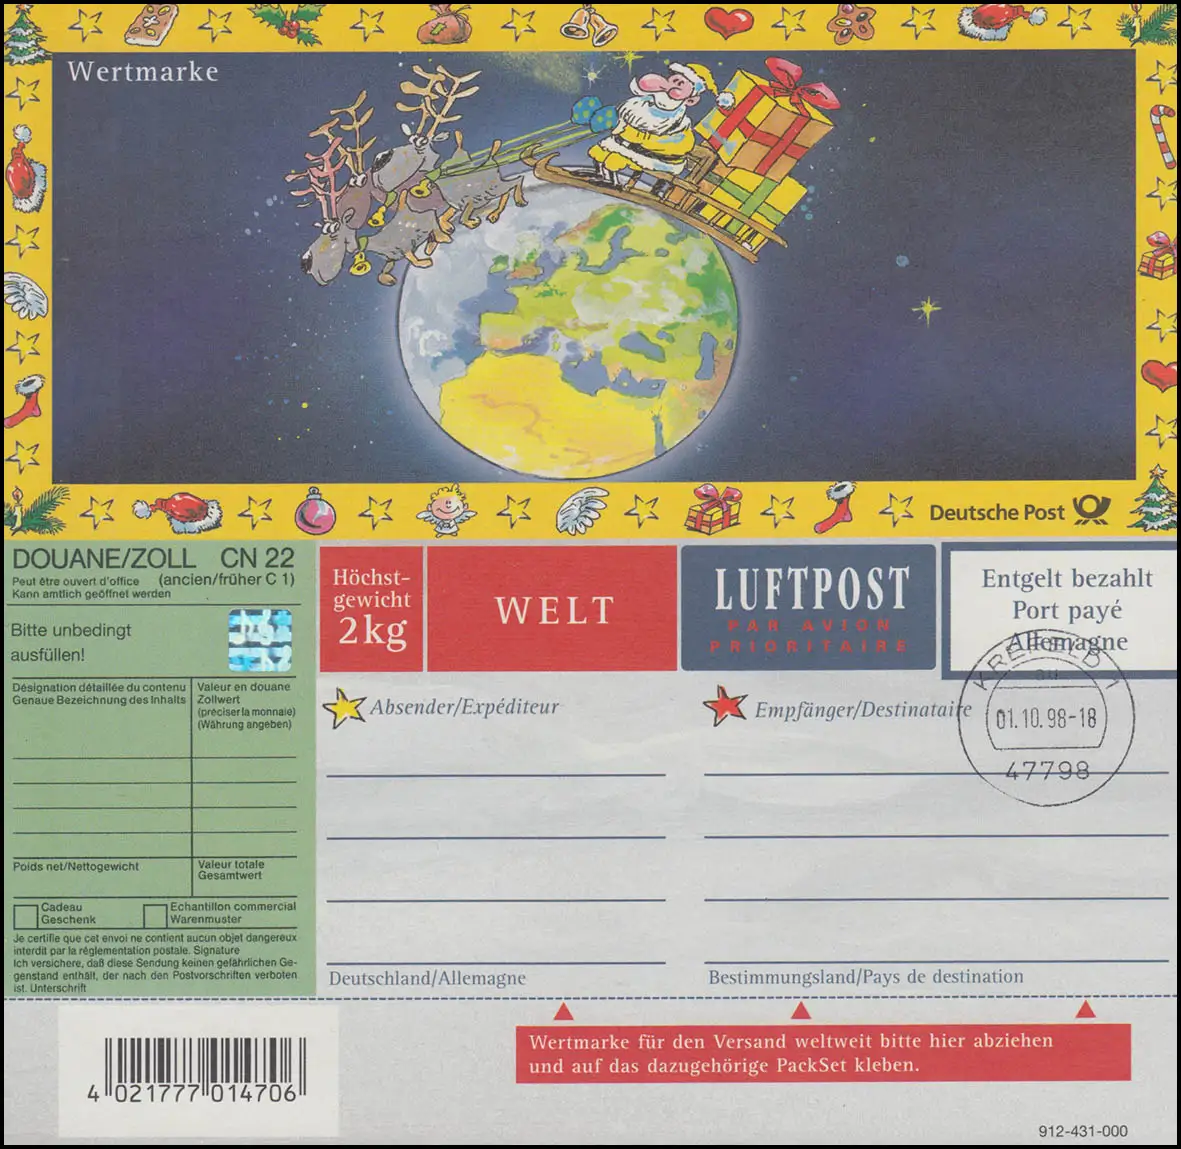 Wertmarke
Deutsche Post
DOUANE/ZOLL CN 22
Peut être ouvert d'office (ancien/früher C 1)
Kann amtlich geöffnet werden
Bitte unbedingt
ausfüllen!
Désignation détaillée du contenu
Genaue Bezeichnung des Inhalts
Valeur en douane
Zollwert
(préciser la monnaie)
(Währung angeben)
Poids net/Nettogewicht
Valeur totale
Gesamtwert
Cadeau
Geschenk
Echantillon commercial
Warenmuster
Je certifie que cet envoi ne contient aucun objet dangereux
interdit par la réglementation postale. Signature
Ich versichere, daß diese Sendung keinen gefährlichen Ge-
genstand enthält, der nach den Postvorschriften verboten
ist. Unterschrift
Höchst-
gewicht
2 kg
WELT
LUFTPOST
PAR AVION
PRIORITAIRE
Entgelt bezahlt
Port payé
Allemagne
KREFELD 1
01.10.98-18
47798
Absender/Expéditeur
Empfänger/Destinataire
Deutschland/Allemagne
Bestimmungsland/Pays de destination
Wertmarke für den Versand weltweit bitte hier abziehen
und auf das dazugehörige PackSet kleben.
4 021777 014706
912-431-000